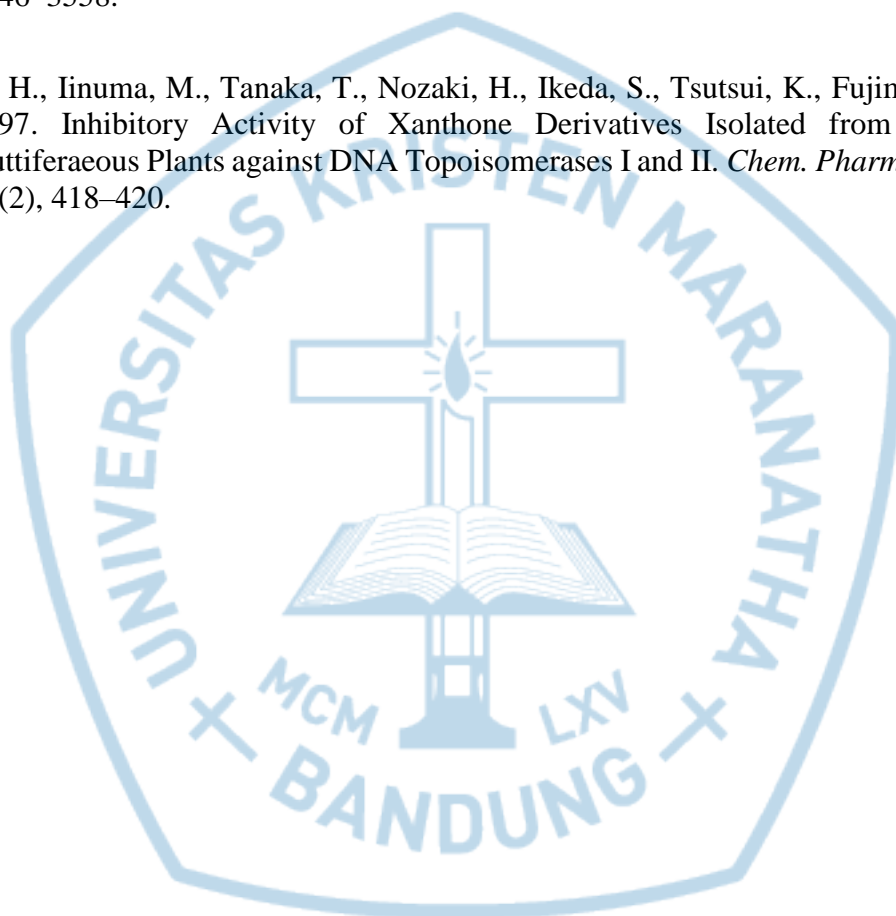 46–3558.
H., Iinuma, M., Tanaka, T., Nozaki, H., Ikeda, S., Tsutsui, K., Fujin
97. Inhibitory Activity of Xanthone Derivatives Isolated from
uttiferaeous Plants against DNA Topoisomerases I and II. Chem. Pharm
(2), 418–420.
UNIVERSITAS KRISTEN MARANATHA
MCM LXV
BANDUNG